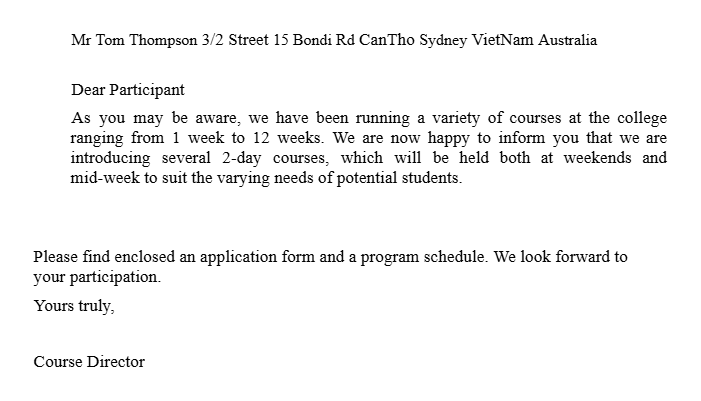 Mr Tom Thompson 3/2 Street 15 Bondi Rd CanTho Sydney VietNam Australia
Dear Participant
As you may be aware, we have been running a variety of courses at the college
ranging from 1 week to 12 weeks. We are now happy to inform you that we are
introducing several 2-day courses, which will be held both at weekends and
mid-week to suit the varying needs of potential students.
Please find enclosed an application form and a program schedule. We look forward to
your participation.
Yours truly,
Course Director